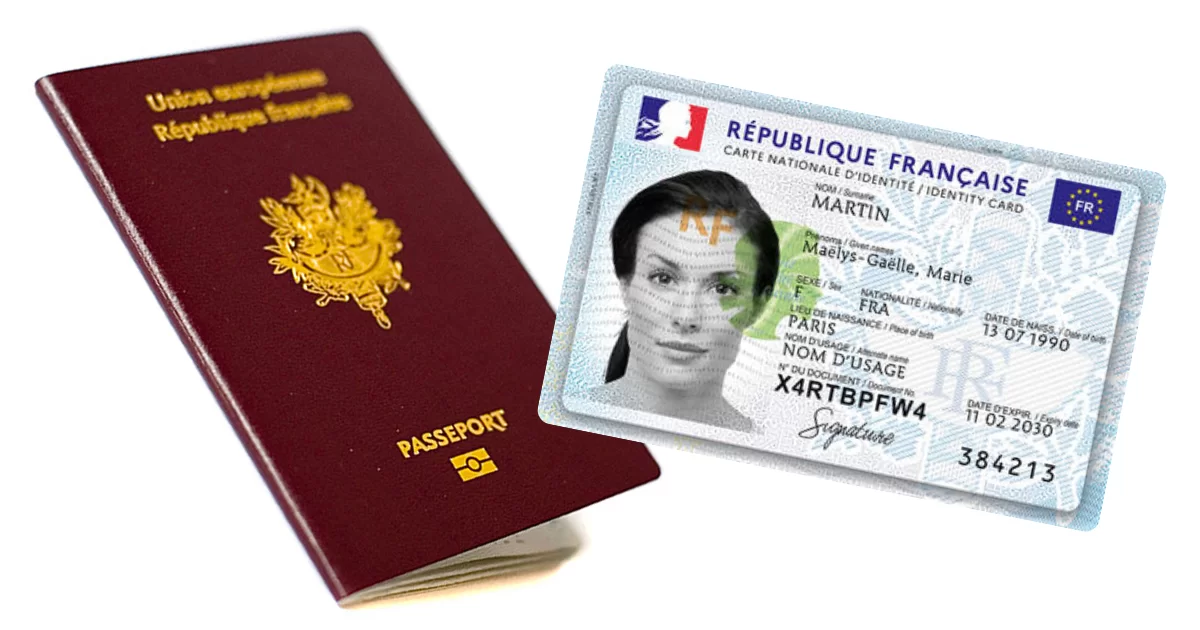 Union européenne
République française
PASSEPORT
RÉPUBLIQUE FRANÇAISE
CARTE NATIONALE D'IDENTITÉ / IDENTITY CARD
FR
RF
NOM / Surname
MARTIN
Prénoms / Given names
Maëlys-Gaëlle, Marie
SEXE / Sex
F
NATIONALITÉ / Nationality
FRA
DATE DE NAISS. / Date of birth
13 07 1990
LIEU DE NAISSANCE / Place of birth
PARIS
NOM D'USAGE / Alternate name
NOM D'USAGE
N° DU DOCUMENT / Document No.
X4RTBPFW4
DATE D'EXPIR. / Expiry date
11 02 2030
Signature
384213
RF